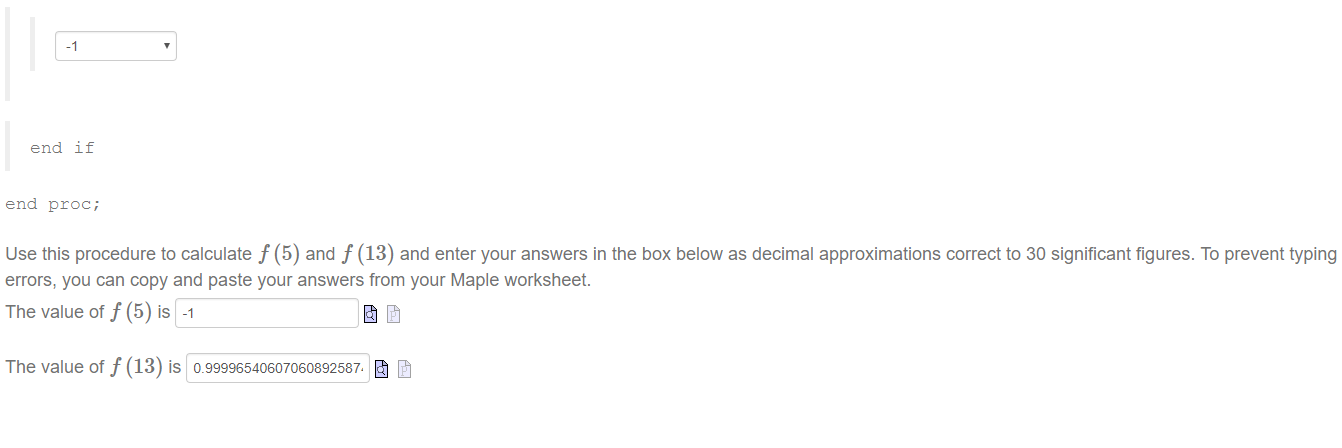 -1
end if
end proc;
Use this procedure to calculate f (5) and f (13) and enter your answers in the box below as decimal approximations correct to 30 significant figures. To prevent typing
errors, you can copy and paste your answers from your Maple worksheet.
The value of f (5) is -1
The value of f (13) is 0.99996540607060892587